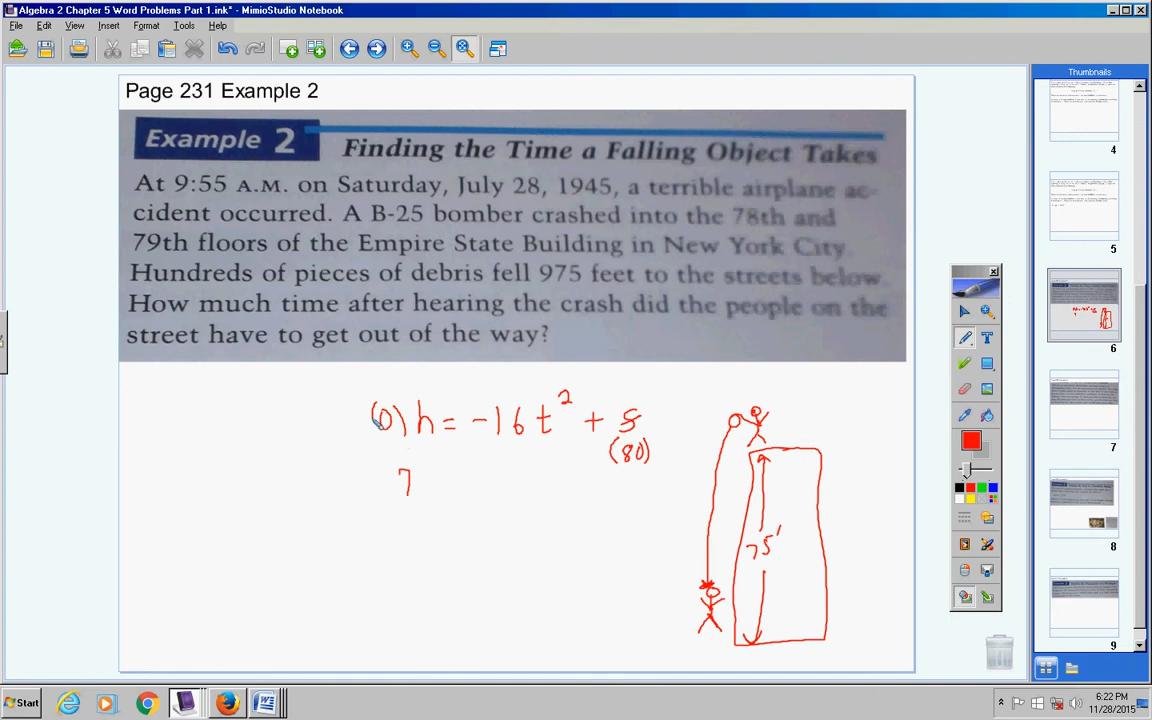 Algebra 2 Chapter 5 Word Problems Part 1.ink* - MimioStudio Notebook
File Edit View Insert Format Tools Help
Page 231 Example 2
Example 2 Finding the Time a Falling Object Takes
At 9:55 A.M. on Saturday, July 28, 1945, a terrible airplane ac-
cident occurred. A B-25 bomber crashed into the 78th and
79th floors of the Empire State Building in New York City.
Hundreds of pieces of debris fell 975 feet to the streets below.
How much time after hearing the crash did the people on the
street have to get out of the way?
(0) h = -16t² + s
(80)
7
75'
Thumbnails
4
5
6
7
8
9
T
Start
6:22 PM
11/28/2015